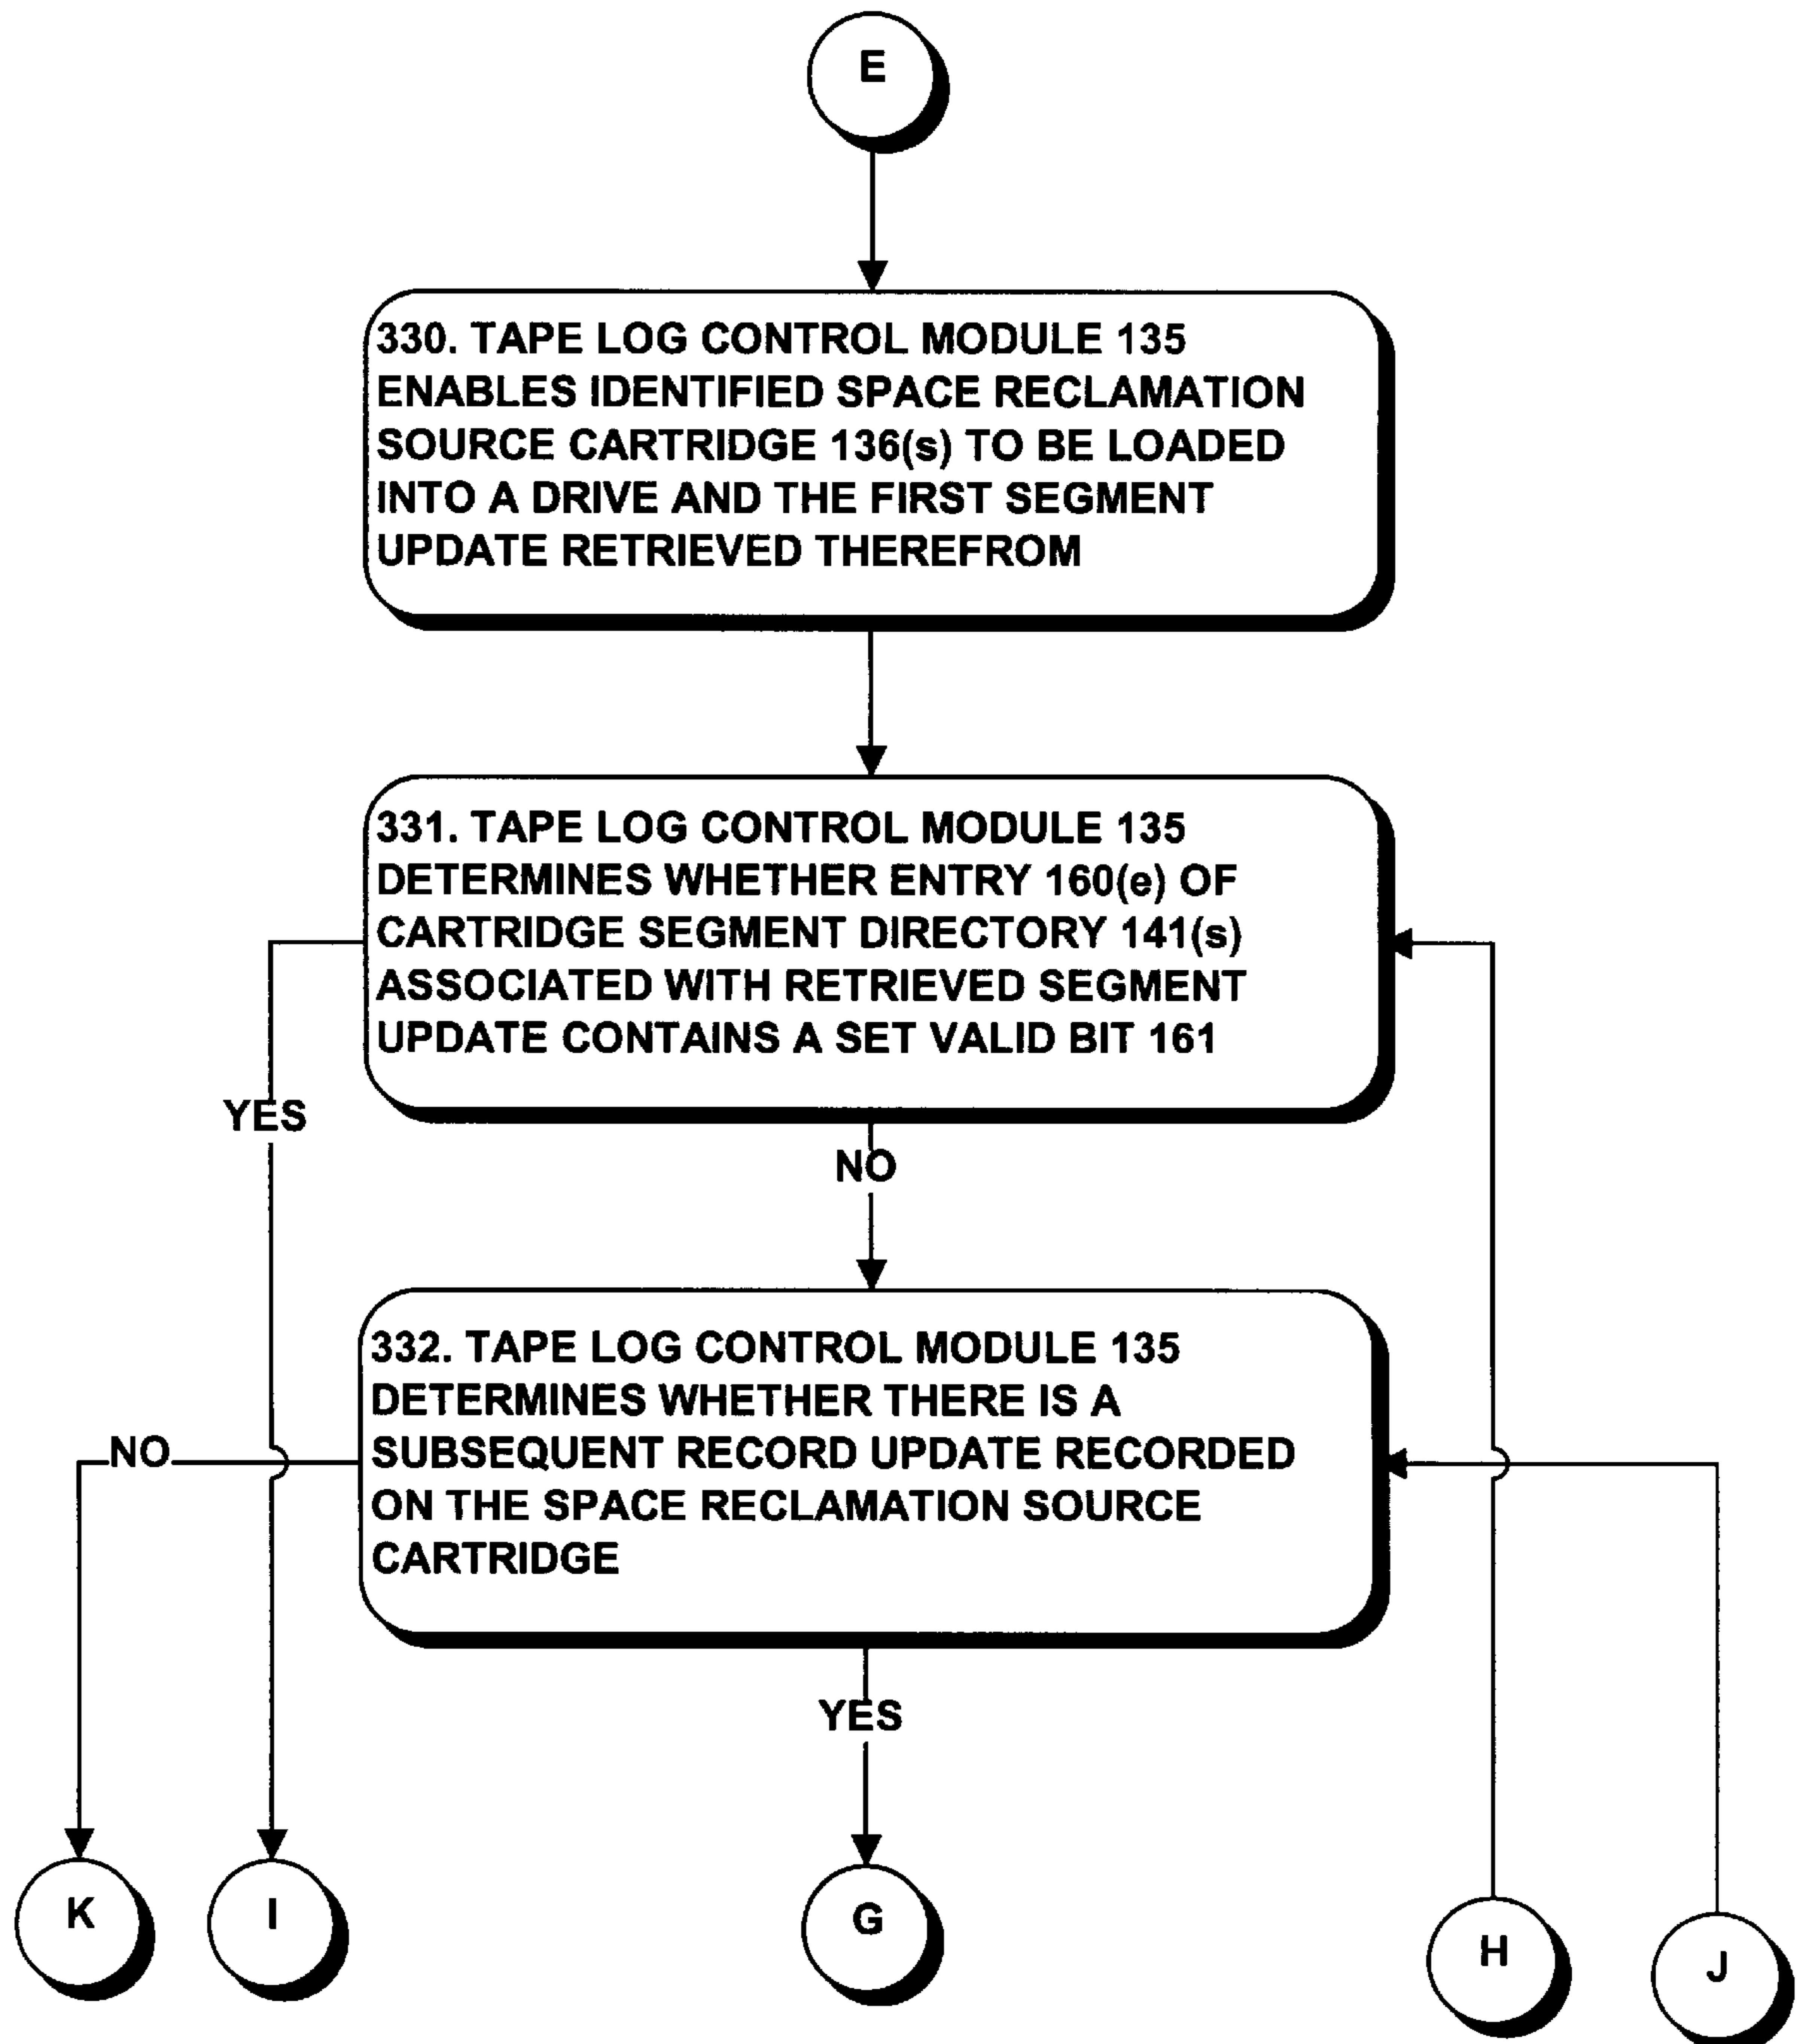 E
330. TAPE LOG CONTROL MODULE 135
ENABLES IDENTIFIED SPACE RECLAMATION
SOURCE CARTRIDGE 136(s) TO BE LOADED
INTO A DRIVE AND THE FIRST SEGMENT
UPDATE RETRIEVED THEREFROM
331. TAPE LOG CONTROL MODULE 135
DETERMINES WHETHER ENTRY 160(e) OF
CARTRIDGE SEGMENT DIRECTORY 141(s)
ASSOCIATED WITH RETRIEVED SEGMENT
UPDATE CONTAINS A SET VALID BIT 161
YES
NO
332. TAPE LOG CONTROL MODULE 135
DETERMINES WHETHER THERE IS A
SUBSEQUENT RECORD UPDATE RECORDED
ON THE SPACE RECLAMATION SOURCE
CARTRIDGE
NO
YES
K
I
G
H
J